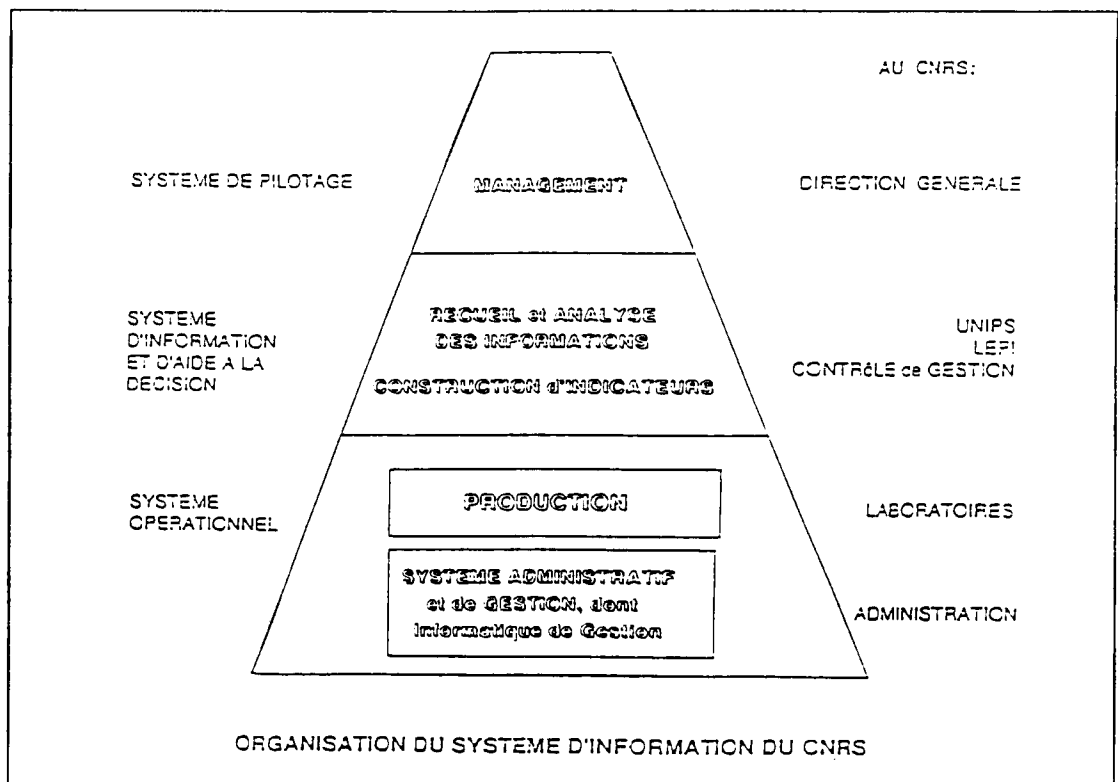 AU CNRS:
SYSTEME DE PILOTAGE
MANAGEMENT
DIRECTION GENERALE
SYSTEME
D'INFORMATION
ET D'AIDE A LA
DECISION
RECUEIL et ANALYSE
DES INFORMATIONS
CONSTRUCTION d'INDICATEURS
UNIPS
LEPI
CONTRôLE de GESTION
SYSTEME
OPERATIONNEL
PRODUCTION
LABORATOIRES
SYSTEME ADMINISTRATIF
et de GESTION, dont
Informatique de Gestion
ADMINISTRATION
ORGANISATION DU SYSTEME D'INFORMATION DU CNRS